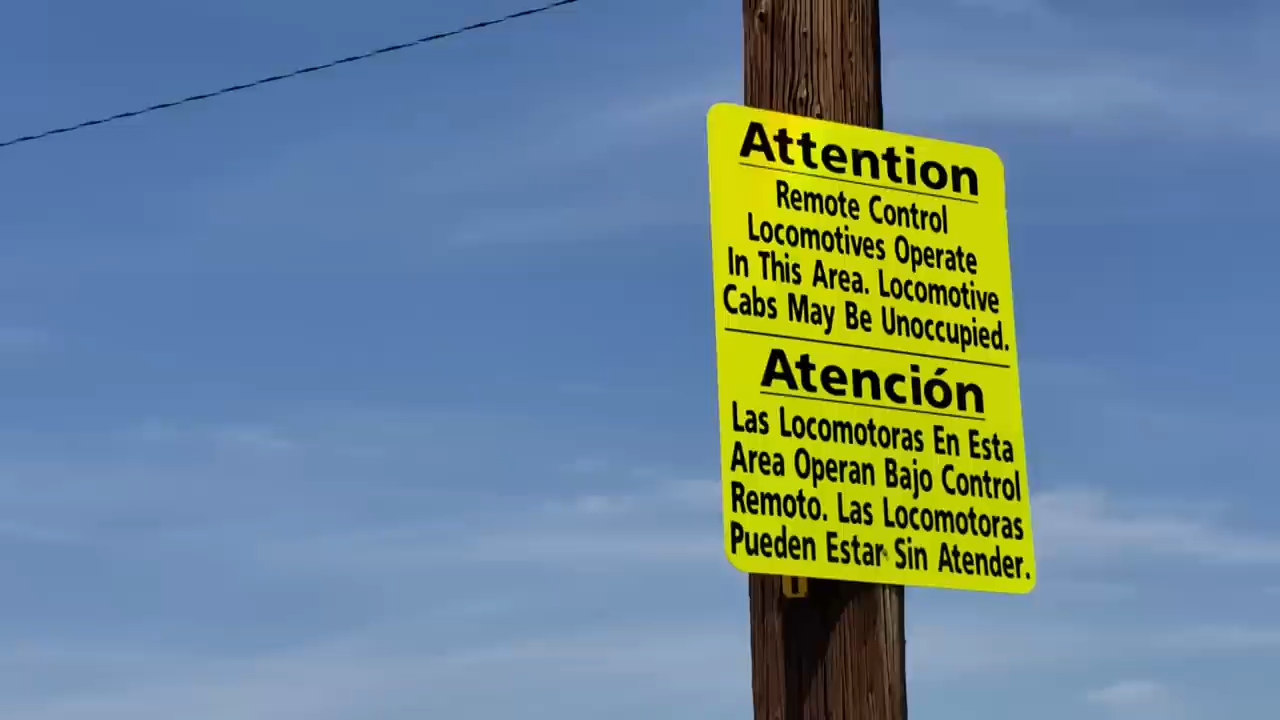 Attention
Remote Control
Locomotives Operate
In This Area. Locomotive
Cabs May Be Unoccupied.
Atención
Las Locomotoras En Esta
Area Operan Bajo Control
Remoto. Las Locomotoras
Pueden Estar Sin Atender.